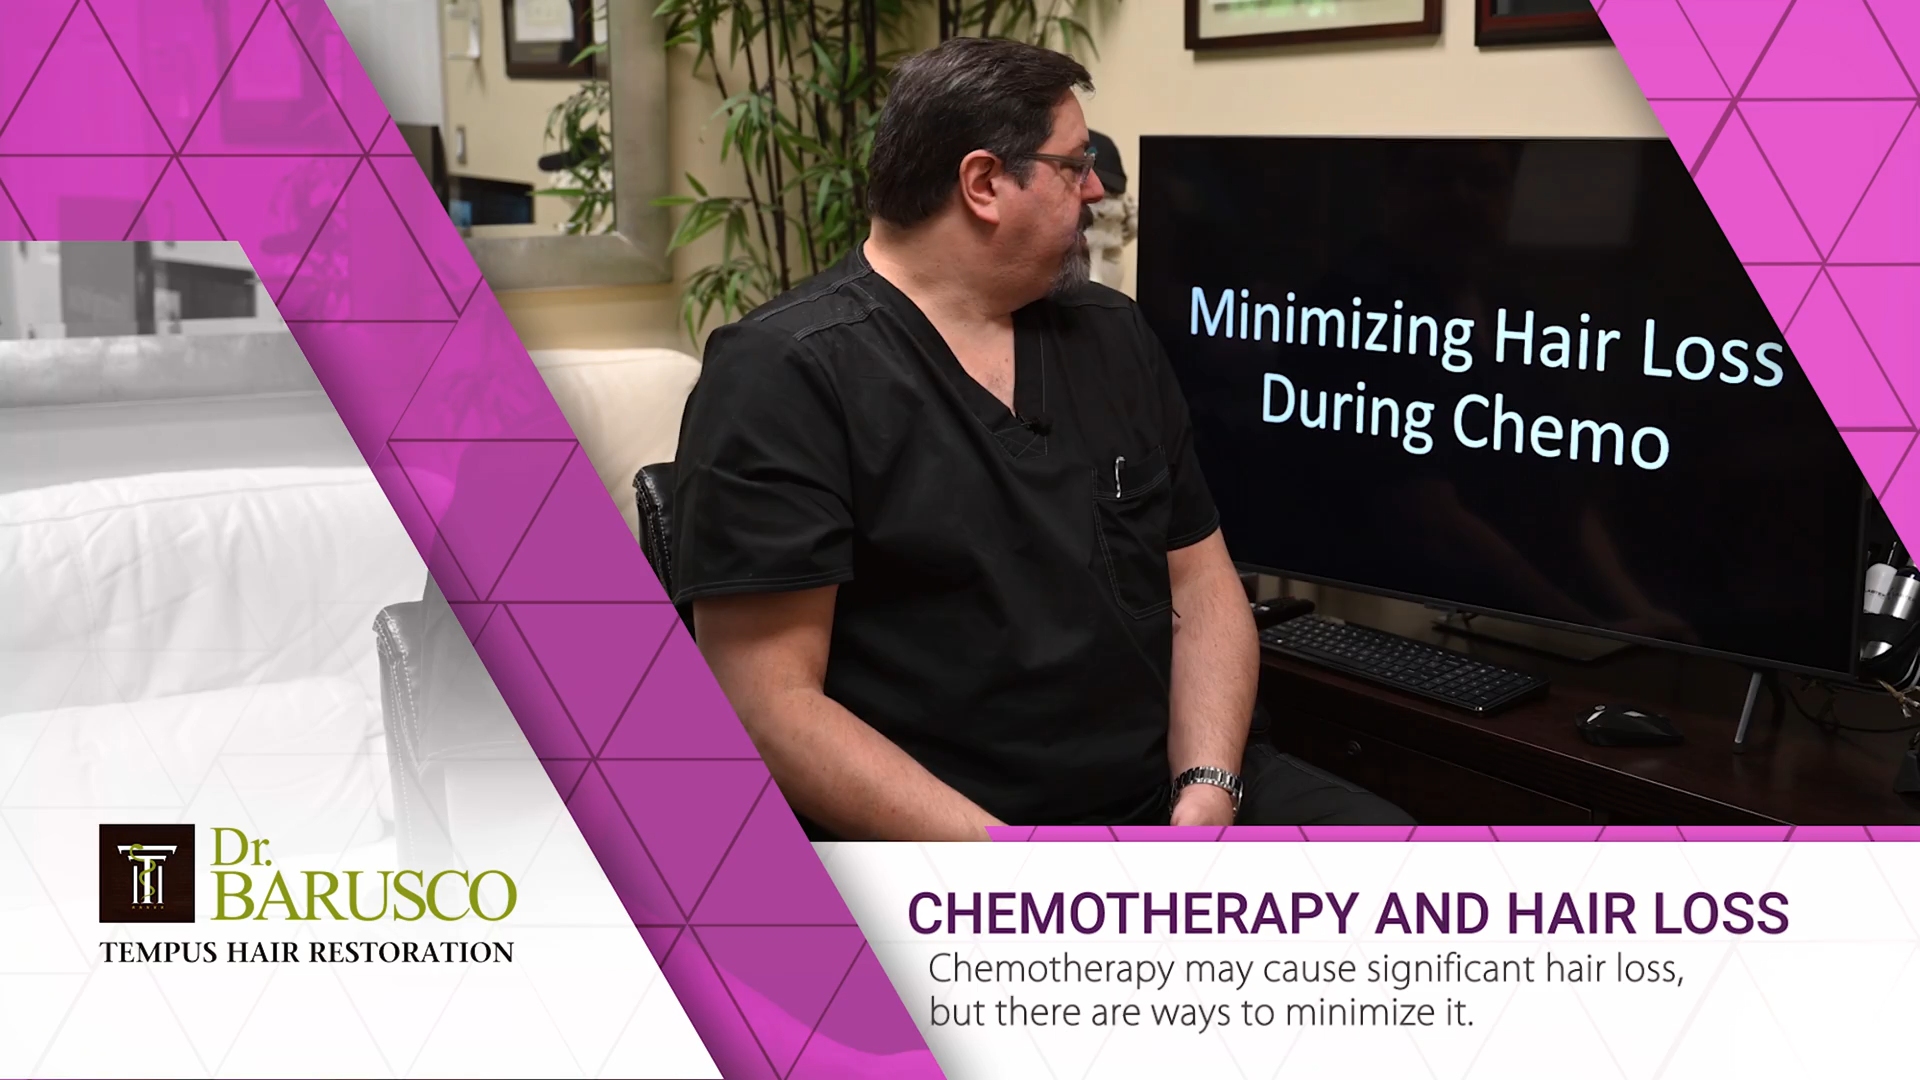 Minimizing Hair Loss
During Chemo
Dr.
BARUSCO
TEMPUS HAIR RESTORATION
CHEMOTHERAPY AND HAIR LOSS
Chemotherapy may cause significant hair loss,
but there are ways to minimize it.